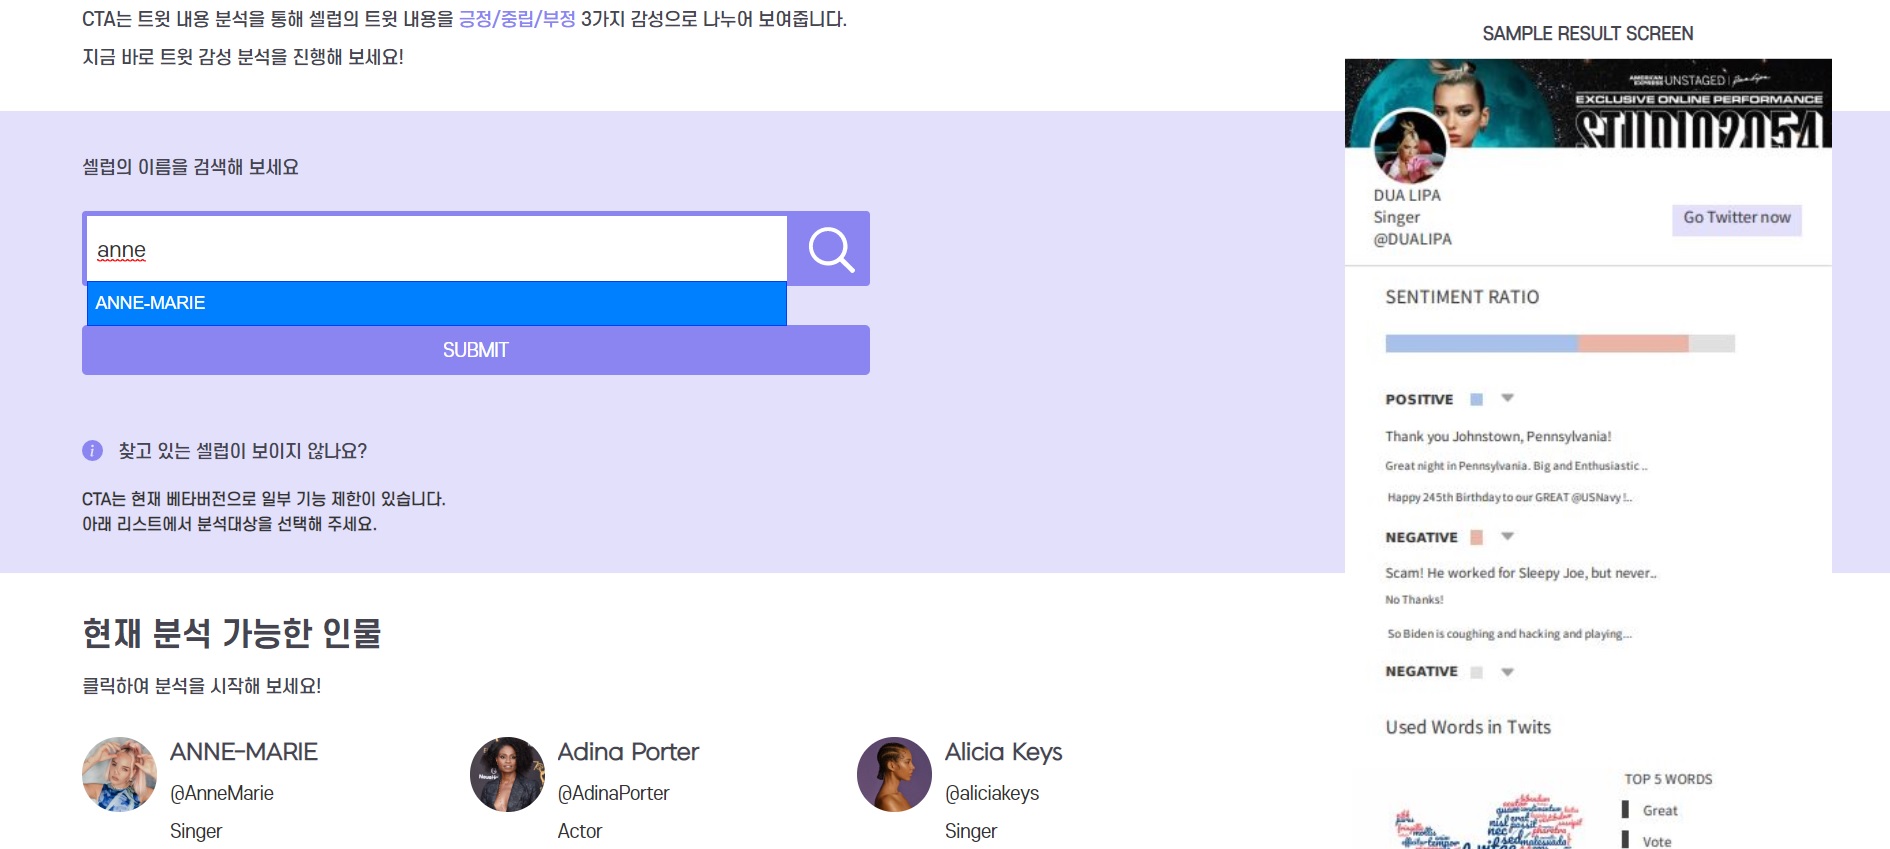 CTA는 트윗 내용 분석을 통해 셀럽의 트윗 내용을 긍정/중립/부정 3가지 감성으로 나누어 보여줍니다.
지금 바로 트윗 감성 분석을 진행해 보세요!
셀럽의 이름을 검색해 보세요
anne
ANNE-MARIE
SUBMIT
i 찾고 있는 셀럽이 보이지 않나요?
CTA는 현재 베타버전으로 일부 기능 제한이 있습니다.
아래 리스트에서 분석대상을 선택해 주세요.
현재 분석 가능한 인물
클릭하여 분석을 시작해 보세요!
ANNE-MARIE
@AnneMarie
Singer
Adina Porter
@AdinaPorter
Actor
Alicia Keys
@aliciakeys
Singer
SAMPLE RESULT SCREEN
AMERICAN EXPRESS UNSTAGED
EXCLUSIVE ONLINE PERFORMANCE
STUDIO2054
DUA LIPA
Singer
@DUALIPA
Go Twitter now
SENTIMENT RATIO
POSITIVE
Thank you Johnstown, Pennsylvania!
Great night in Pennsylvania. Big and Enthusiastic ..
Happy 245th Birthday to our GREAT @USNavy !..
NEGATIVE
Scam! He worked for Sleepy Joe, but never..
No Thanks!
So Biden is coughing and hacking and playing...
NEGATIVE
Used Words in Twits
TOP 5 WORDS
Great
Vote